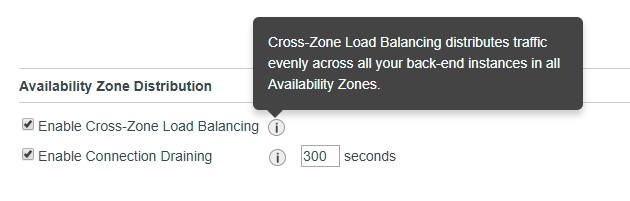 Cross-Zone Load Balancing distributes traffic
evenly across all your back-end instances in all
Availability Zones.
Availability Zone Distribution
Enable Cross-Zone Load Balancing i
Enable Connection Draining i 300 seconds